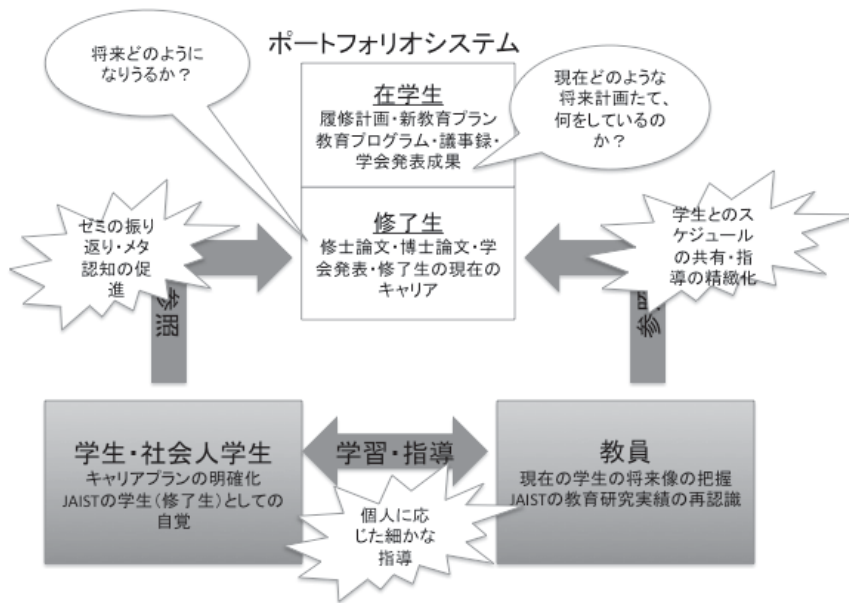 ポートフォリオシステム
将来どのように
なりうるか？
在学生
履修計画・新教育プラン
教育プログラム・議事録・
学会発表成果
現在どのような
将来計画たて、
何をしているの
か？
修了生
修士論文・博士論文・学
会発表・修了生の現在の
キャリア
ゼミの振り
返り・メタ
認知の促
進
学生とのス
ケジュール
の共有・指
導の精緻化
参照
学生・社会人学生
キャリアプランの明確化
JAISTの学生（修了生）としての
自覚
学習・指導
個人に応
じた細かな
指導
教員
現在の学生の将来像の把握
JAISTの教育研究実績の再認識